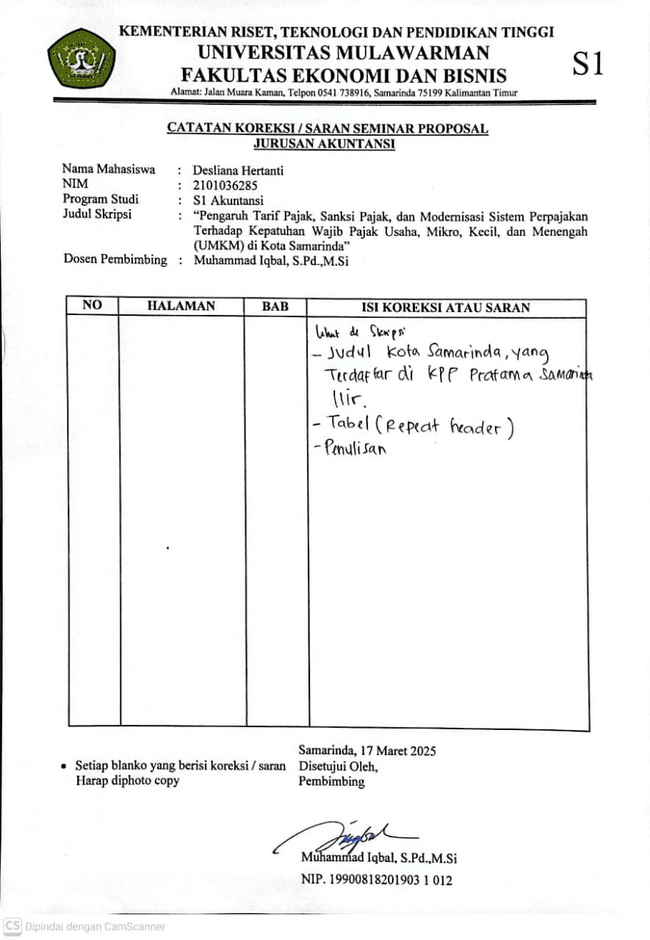 KEMENTERIAN RISET, TEKNOLOGI DAN PENDIDIKAN TINGGI
UNIVERSITAS MULAWARMAN
FAKULTAS EKONOMI DAN BISNIS
S1
Alamat: Jalan Muara Kaman, Telpon 0541 738916, Samarinda 75199 Kalimantan Timur
CATATAN KOREKSI / SARAN SEMINAR PROPOSAL
JURUSAN AKUNTANSI
Nama Mahasiswa : Desliana Hertanti
NIM : 2101036285
Program Studi : S1 Akuntansi
Judul Skripsi : “Pengaruh Tarif Pajak, Sanksi Pajak, dan Modernisasi Sistem Perpajakan
Terhadap Kepatuhan Wajib Pajak Usaha, Mikro, Kecil, dan Menengah
(UMKM) di Kota Samarinda”
Dosen Pembimbing : Muhammad Iqbal, S.Pd.,M.Si
NO HALAMAN BAB ISI KOREKSI ATAU SARAN
Lihat di Skripsi
- Judul Kota Samarinda, yang
Terdaftar di KPP Pratama Samarinda
Ilir.
- Tabel (Repeat header)
- Penulisan
Samarinda, 17 Maret 2025
• Setiap blanko yang berisi koreksi / saran Disetujui Oleh,
Harap diphoto copy Pembimbing
Muhammad Iqbal, S.Pd.,M.Si
NIP. 19900818201903 1 012
CS Dipindai dengan CamScanner